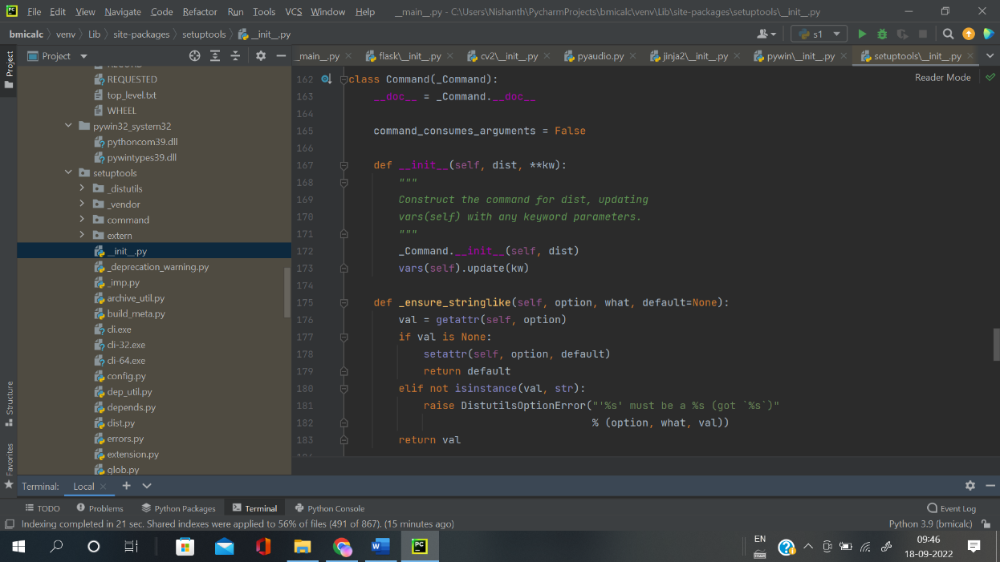 PC File Edit View Navigate Code Refactor Run Tools VCS Window Help __main__.py - C:\Users\Nishanth\PycharmProjects\bmicalc\venv\Lib\site-packages\setuptools\__init__.py
bmicalc venv Lib site-packages setuptools __init__.py s1
Project
Project
_main__.py flask\__init__.py cv2\__init__.py pyaudio.py jinja2\__init__.py pywin\__init__.py setuptools\__init__.py
Reader Mode
REQUESTED
top_level.txt
WHEEL
pywin32_system32
pythoncom39.dll
pywintypes39.dll
setuptools
_distutils
_vendor
command
extern
__init__.py
_deprecation_warning.py
_imp.py
archive_util.py
build_meta.py
cli.exe
cli-32.exe
cli-64.exe
config.py
dep_util.py
depends.py
dist.py
errors.py
extension.py
glob.py
Structure
Favorites
162 class Command(_Command):
163 __doc__ = _Command.__doc__
164
165 command_consumes_arguments = False
166
167 def __init__(self, dist, **kw):
168 """
169 Construct the command for dist, updating
170 vars(self) with any keyword parameters.
171 """
172 _Command.__init__(self, dist)
173 vars(self).update(kw)
174
175 def _ensure_stringlike(self, option, what, default=None):
176 val = getattr(self, option)
177 if val is None:
178 setattr(self, option, default)
179 return default
180 elif not isinstance(val, str):
181 raise DistutilsOptionError("'%s' must be a %s (got `%s`)"
182 % (option, what, val))
183 return val
Terminal: Local
TODO Problems Python Packages Terminal Python Console Event Log
Indexing completed in 21 sec. Shared indexes were applied to 56% of files (491 of 867). (15 minutes ago) Python 3.9 (bmicalc)
EN
09:46
18-09-2022